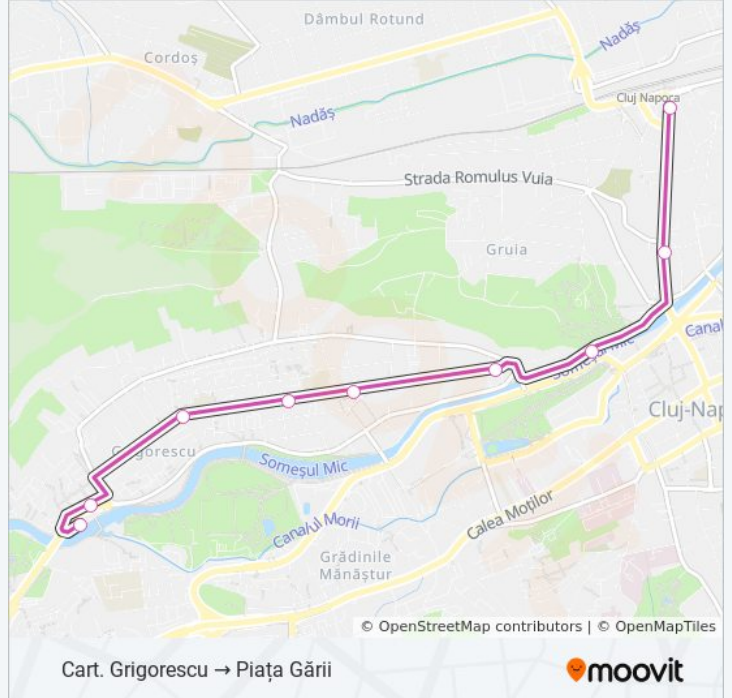 Dâmbul Rotund
Nadăș
Cordoș
Cluj Napoca
Nadăș
Strada Romulus Vuia
Gruia
Someșul Mic
Canal
Cluj-Nap
Grigorescu
Someșul Mic
Calea Moților
Canalul Morii
Grădinile
Mănăștur
© OpenStreetMap contributors | © OpenMapTiles
Cart. Grigorescu → Piața Gării
moovit